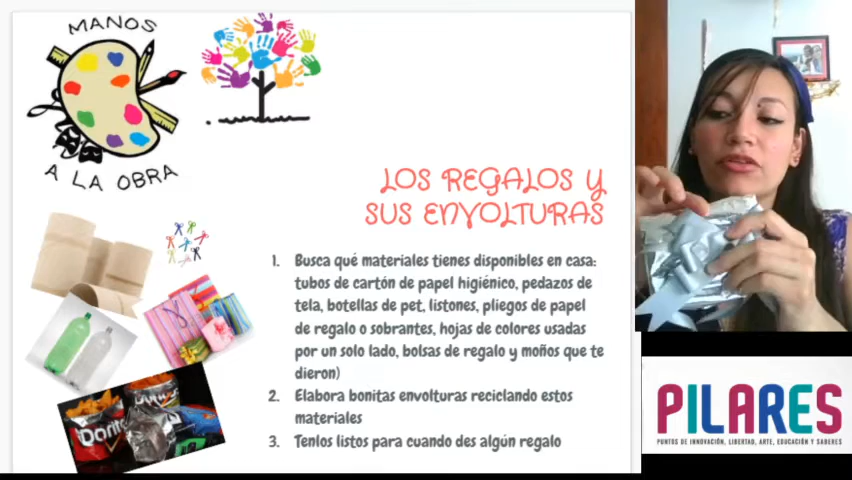 MANOS
A LA OBRA
LOS REGALOS Y
SUS ENVOLTURAS
1. Busca qué materiales tienes disponibles en casa:
tubos de cartón de papel higiénico, pedazos de
tela, botellas de pet, listones, pliegos de papel
de regalo o sobrantes, hojas de colores usadas
por un solo lado, bolsas de regalo y moños que te
dieron)
2. Elabora bonitas envolturas reciclando estos
materiales
3. Tenlos listos para cuando des algún regalo
Doritos
PILARES
PUNTOS DE INNOVACIÓN, LIBERTAD, ARTE, EDUCACIÓN Y SABERES